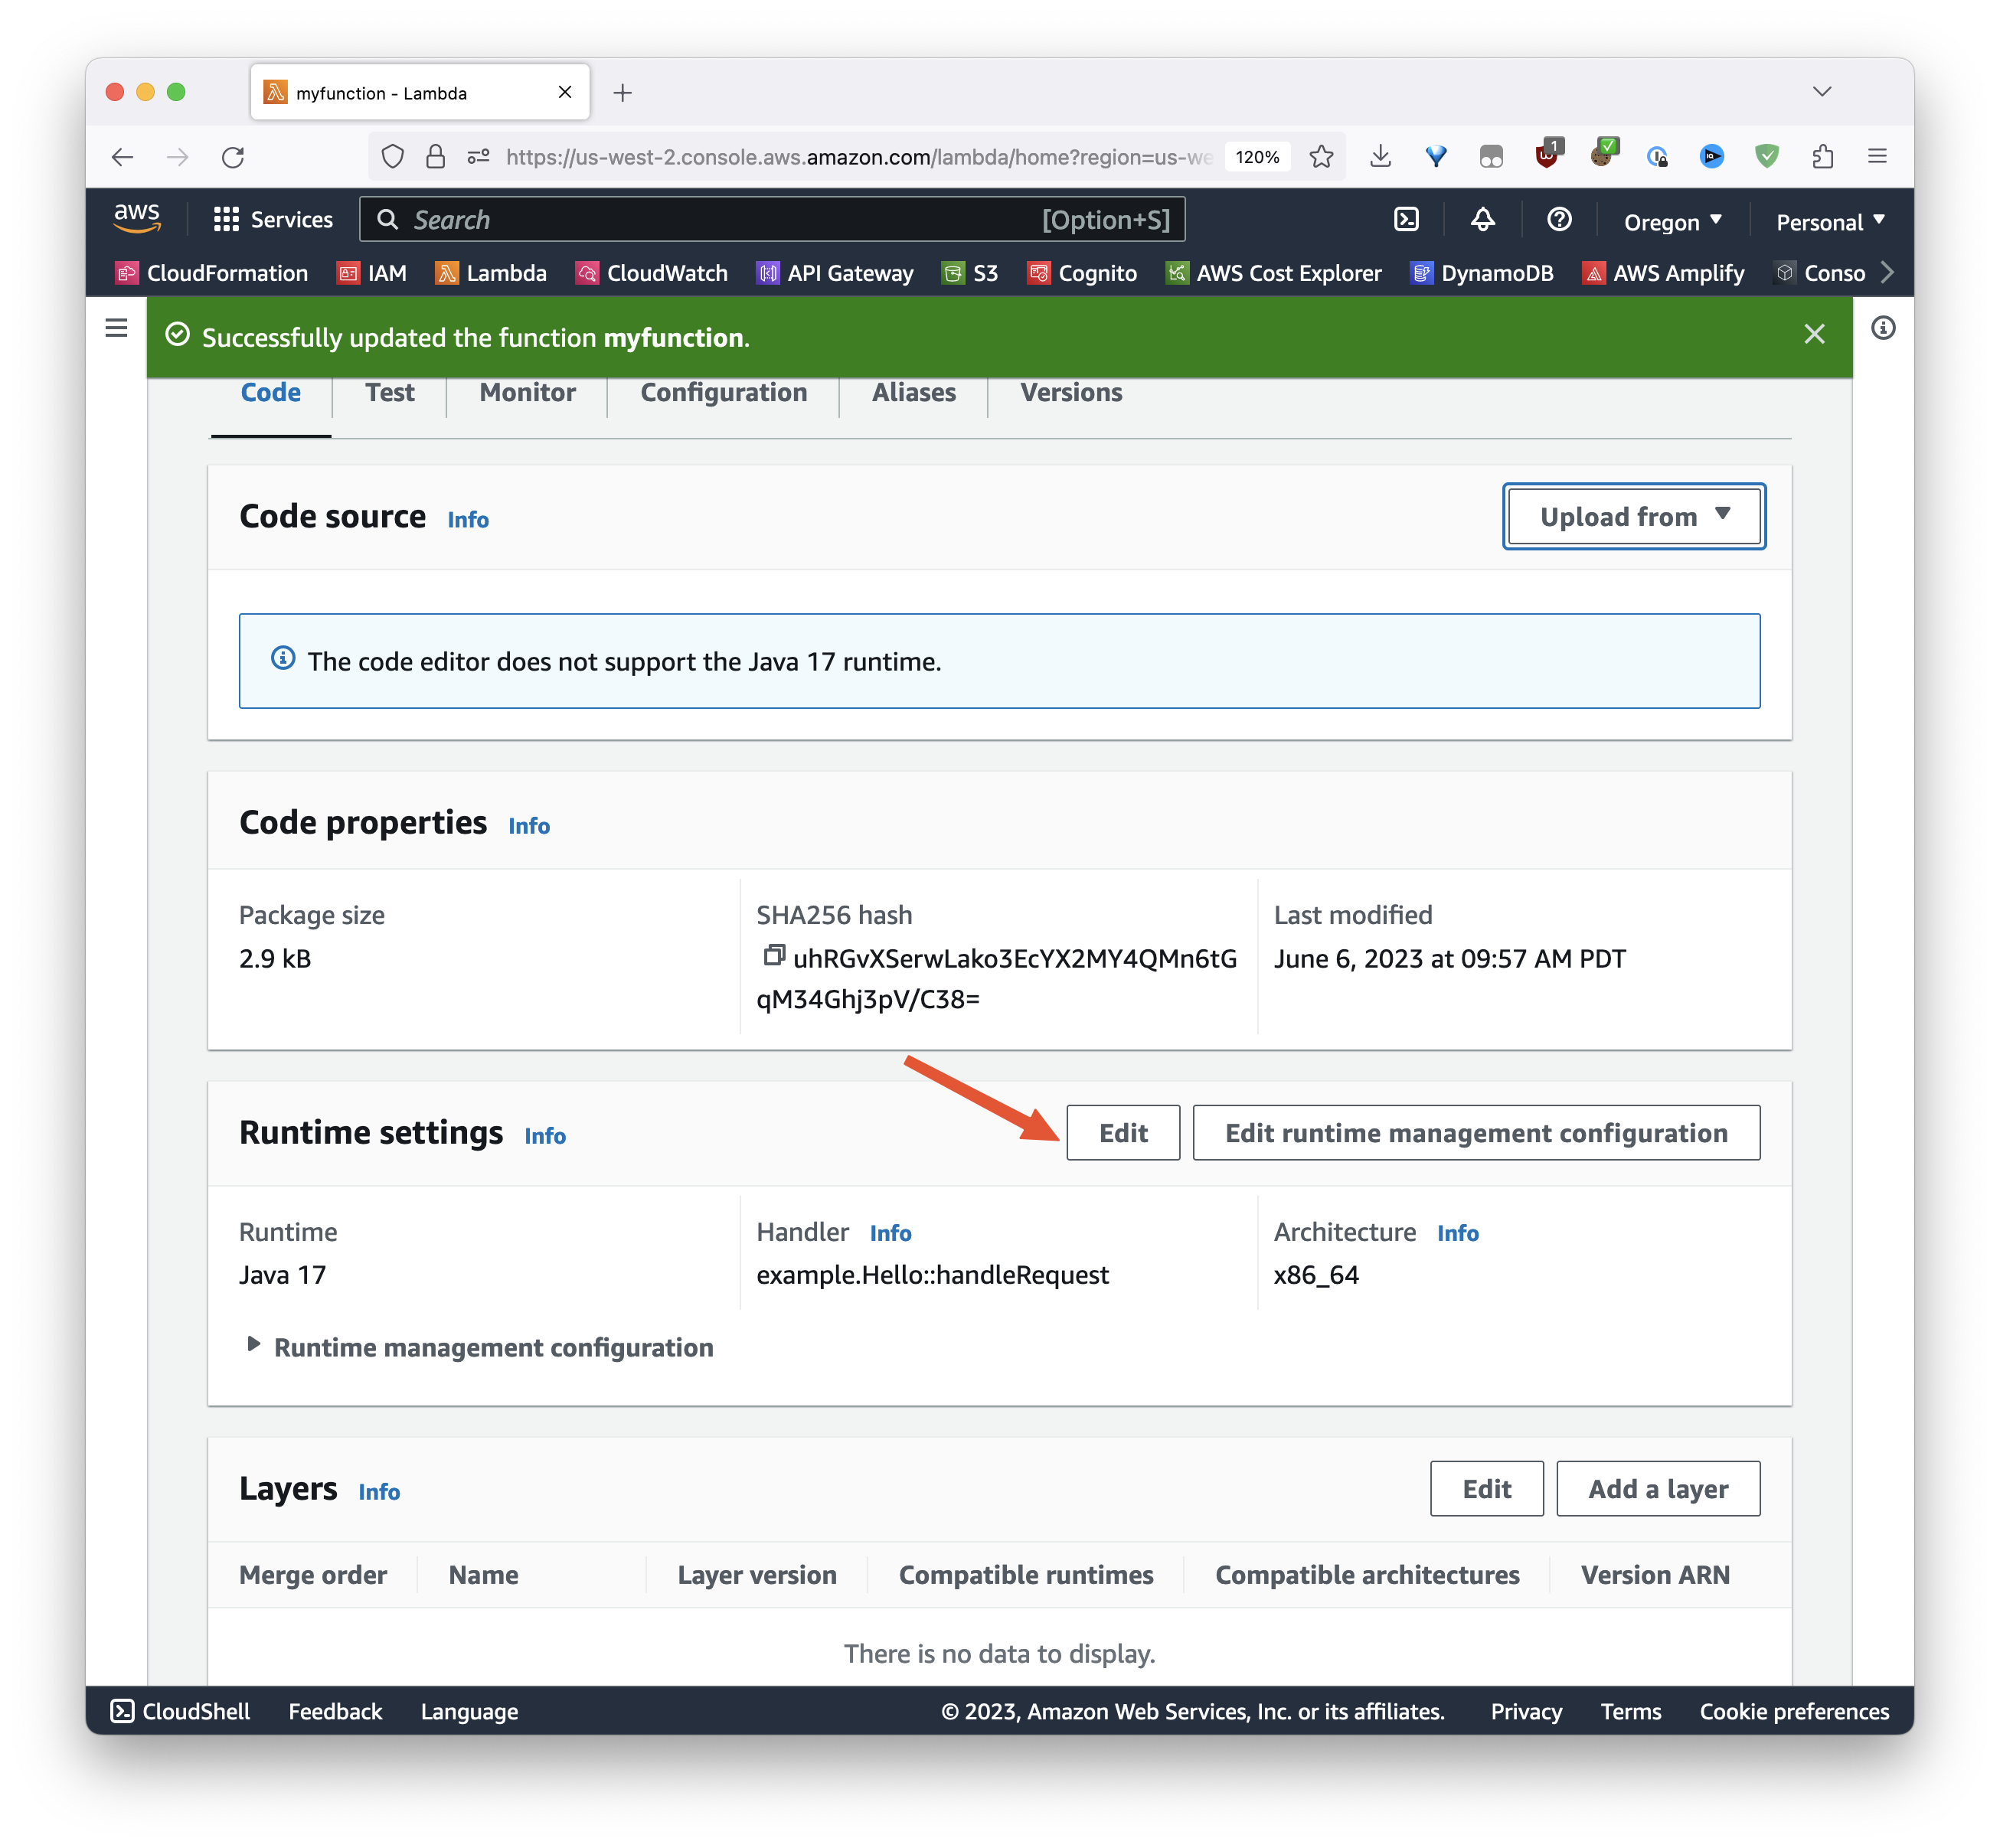 myfunction - Lambda
https://us-west-2.console.aws.amazon.com/lambda/home?region=us-we 120% 1
aws Services Search [Option+S] Oregon Personal
CloudFormation IAM Lambda CloudWatch API Gateway S3 Cognito AWS Cost Explorer DynamoDB AWS Amplify Conso
Successfully updated the function myfunction.
Code Test Monitor Configuration Aliases Versions
Code source Info Upload from
The code editor does not support the Java 17 runtime.
Code properties Info
Package size SHA256 hash Last modified
2.9 kB uhRGvXSerwLako3EcYX2MY4QMn6tG June 6, 2023 at 09:57 AM PDT
qM34Ghj3pV/C38=
Runtime settings Info Edit Edit runtime management configuration
Runtime Handler Info Architecture Info
Java 17 example.Hello::handleRequest x86_64
Runtime management configuration
Layers Info Edit Add a layer
Merge order Name Layer version Compatible runtimes Compatible architectures Version ARN
There is no data to display.
CloudShell Feedback Language © 2023, Amazon Web Services, Inc. or its affiliates. Privacy Terms Cookie preferences